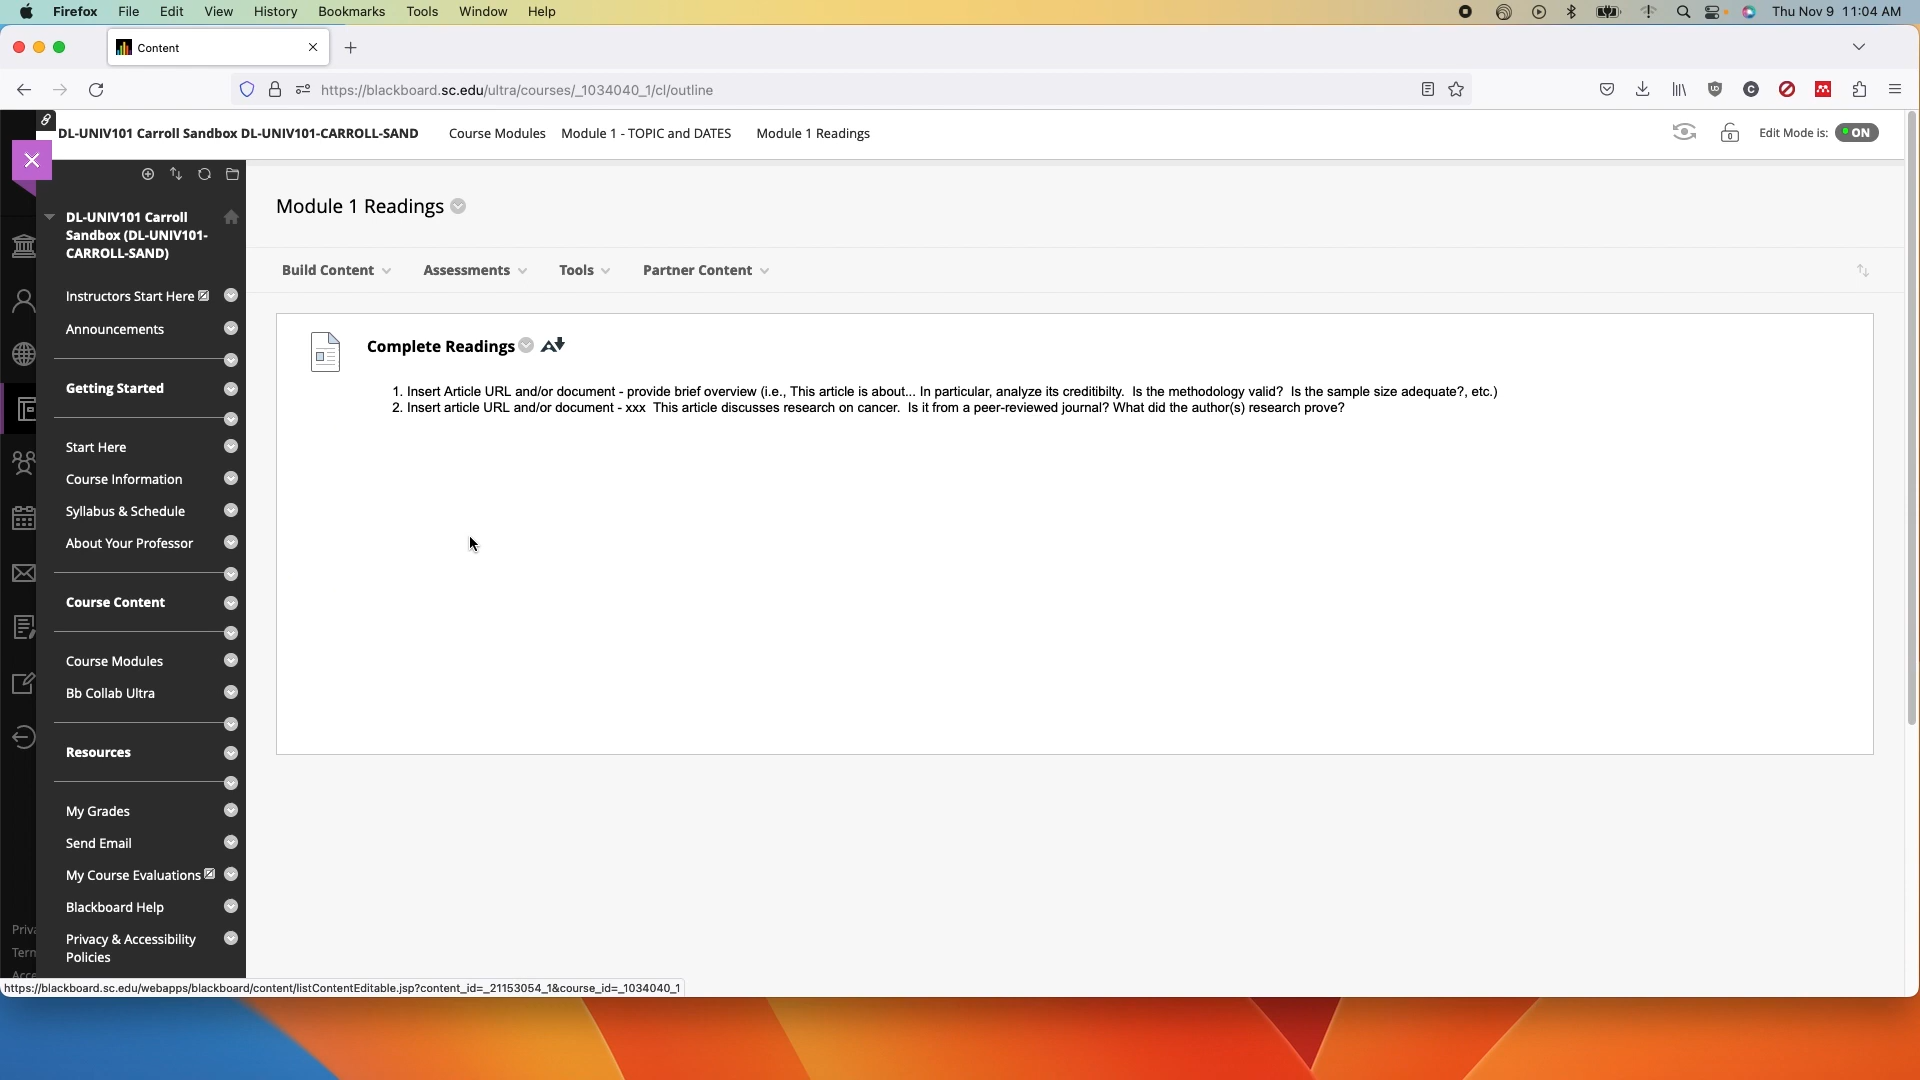 Firefox File Edit View History Bookmarks Tools Window Help Thu Nov 9 11:04 AM
Content
https://blackboard.sc.edu/ultra/courses/_1034040_1/cl/outline
DL-UNIV101 Carroll Sandbox DL-UNIV101-CARROLL-SAND Course Modules Module 1 - TOPIC and DATES Module 1 Readings Edit Mode is: ON
DL-UNIV101 Carroll
Sandbox (DL-UNIV101-
CARROLL-SAND)
Instructors Start Here
Announcements
Getting Started
Start Here
Course Information
Syllabus & Schedule
About Your Professor
Course Content
Course Modules
Bb Collab Ultra
Resources
My Grades
Send Email
My Course Evaluations
Blackboard Help
Privacy & Accessibility
Policies
Priva
Term
Acce
Module 1 Readings
Build Content Assessments Tools Partner Content
Complete Readings
1. Insert Article URL and/or document - provide brief overview (i.e., This article is about... In particular, analyze its creditibilty. Is the methodology valid? Is the sample size adequate?, etc.)
2. Insert article URL and/or document - xxx This article discusses research on cancer. Is it from a peer-reviewed journal? What did the author(s) research prove?
https://blackboard.sc.edu/webapps/blackboard/content/listContentEditable.jsp?content_id=_21153054_1&course_id=_1034040_1